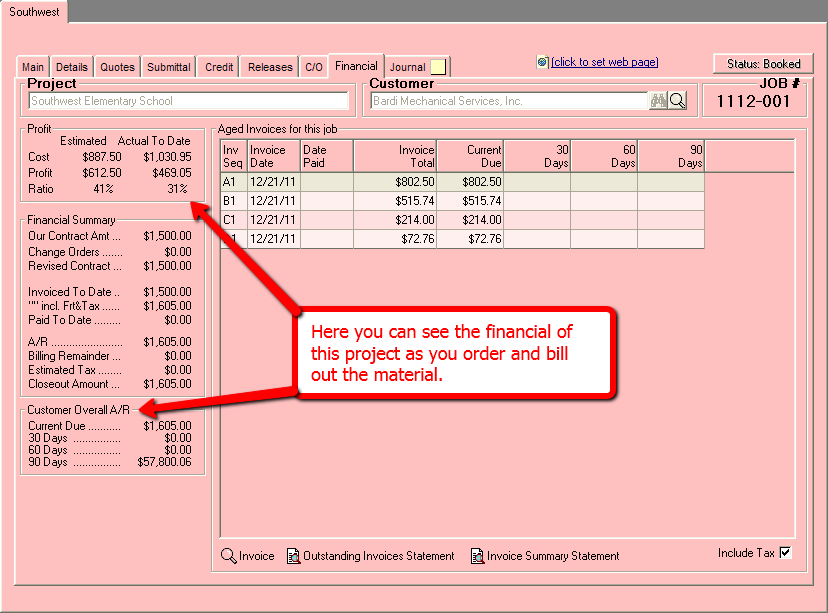 Southwest
Main Details Quotes Submittal Credit Releases C/O Financial Journal
[click to set web page]
Status: Booked
Project
Southwest Elementary School
Customer
Bardi Mechanical Services, Inc.
JOB #
1112-001
Profit
Estimated Actual To Date
Cost $887.50 $1,030.95
Profit $612.50 $469.05
Ratio 41% 31%
Financial Summary
Our Contract Amt ... $1,500.00
Change Orders ....... $0.00
Revised Contract ... $1,500.00
Invoiced To Date .. $1,500.00
"" incl. Frt&Tax ...... $1,605.00
Paid To Date ......... $0.00
A/R ........................ $1,605.00
Billing Remainder ... $0.00
Estimated Tax ....... $0.00
Closeout Amount ... $1,605.00
Customer Overall A/R
Current Due ........... $1,605.00
30 Days ................ $0.00
60 Days ................ $0.00
90 Days ................ $57,800.06
Aged Invoices for this job
Inv Seq Invoice Date Date Paid Invoice Total Current Due 30 Days 60 Days 90 Days
A1 12/21/11 $802.50 $802.50
B1 12/21/11 $515.74 $515.74
C1 12/21/11 $214.00 $214.00
1 12/21/11 $72.76 $72.76
Here you can see the financial of
this project as you order and bill
out the material.
Invoice Outstanding Invoices Statement Invoice Summary Statement
Include Tax